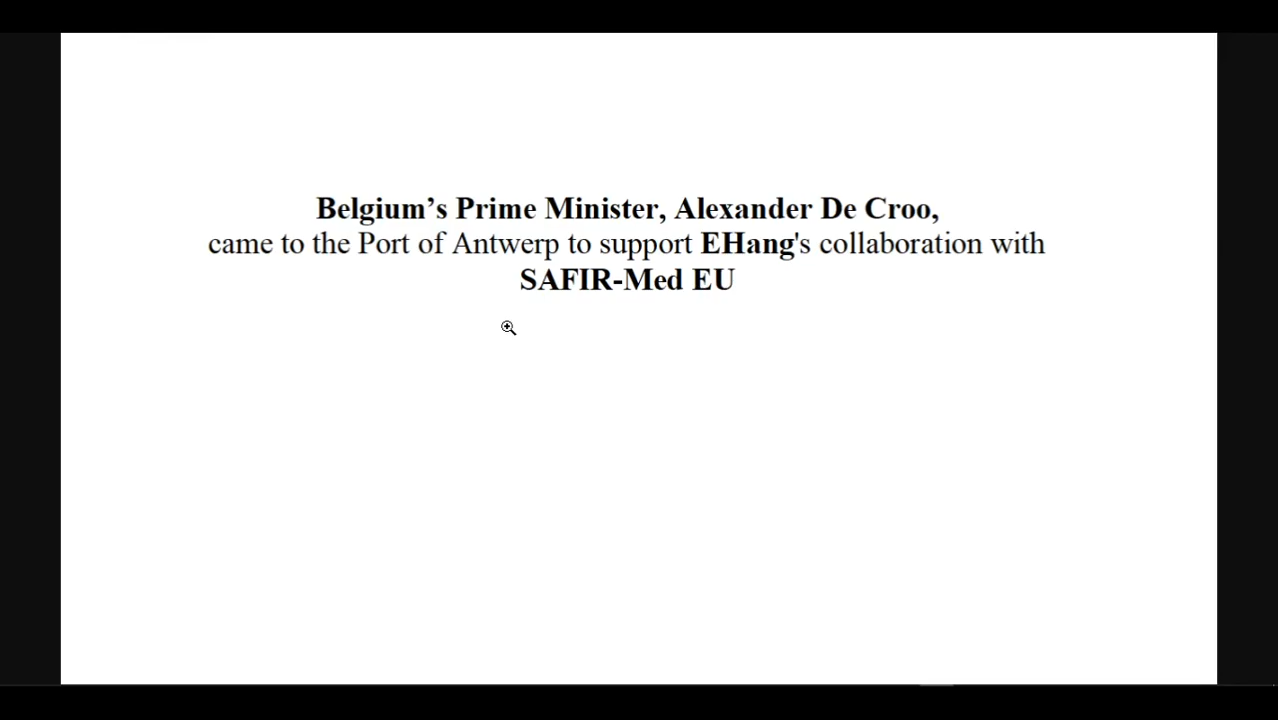 Belgium’s Prime Minister, Alexander De Croo,
came to the Port of Antwerp to support EHang's collaboration with
SAFIR-Med EU